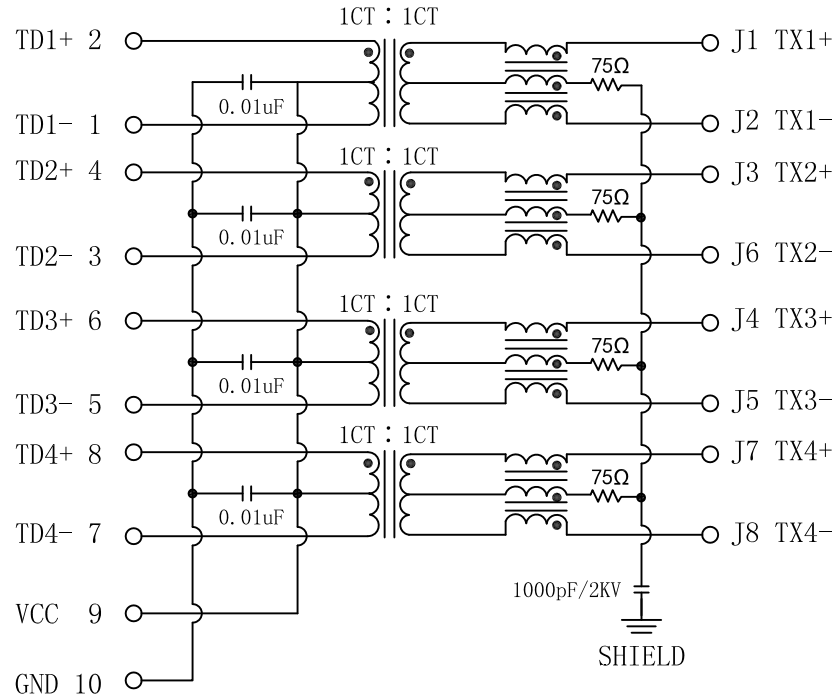 1CT : 1CT
TD1+ 2
J1 TX1+
75Ω
0.01uF
TD1- 1
J2 TX1-
1CT : 1CT
TD2+ 4
J3 TX2+
75Ω
0.01uF
TD2- 3
J6 TX2-
1CT : 1CT
TD3+ 6
J4 TX3+
75Ω
0.01uF
TD3- 5
J5 TX3-
1CT : 1CT
TD4+ 8
J7 TX4+
75Ω
0.01uF
TD4- 7
J8 TX4-
1000pF/2KV
VCC 9
SHIELD
GND 10